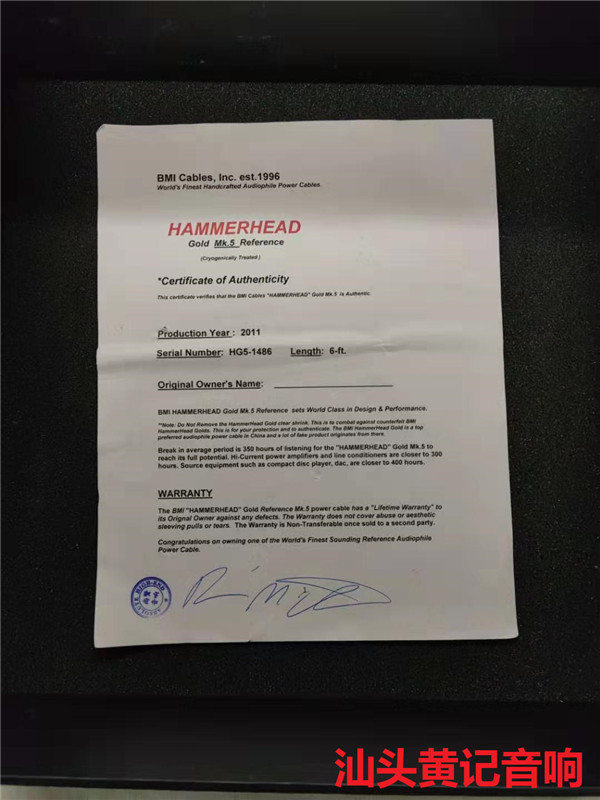 BMI Cables, Inc. est.1996
World's Finest Handcrafted Audiophile Power Cables.
HAMMERHEAD
Gold Mk.5 Reference
(Cryogenically Treated)
*Certificate of Authenticity
This certificate verifies that the BMI Cables "HAMMERHEAD" Gold Mk.5 is Authentic.
Production Year : 2011
Serial Number: HG5-1486 Length: 6-ft.
Original Owner's Name:
BMI HAMMERHEAD Gold Mk.5 Reference sets World Class in Design & Performance.
**Note: Do Not Remove the HammerHead Gold clear shrink. This is to combat against counterfeit BMI
HammerHead Golds. This is for your protection and to authenticate. The BMI HammerHead Gold is a top
preferred audiophile power cable in China and a lot of fake product originates from there.
Break in average period is 350 hours of listening for the "HAMMERHEAD" Gold Mk.5 to
reach its full potential. Hi-Current power amplifiers and line conditioners are closer to 300
hours. Source equipment such as compact disc player, dac, are closer to 400 hours.
WARRANTY
The BMI "HAMMERHEAD" Gold Reference Mk.5 power cable has a "Lifetime Warranty" to
its Orignal Owner against any defects. The Warranty does not cover abuse or aesthetic
sleeving pulls or tears. The Warranty is Non-Transferable once sold to a second party.
Congratulations on owning one of the World's Finest Sounding Reference Audiophile
Power Cable.
ABSOLUTE HIGH-END
汕头黄记音响